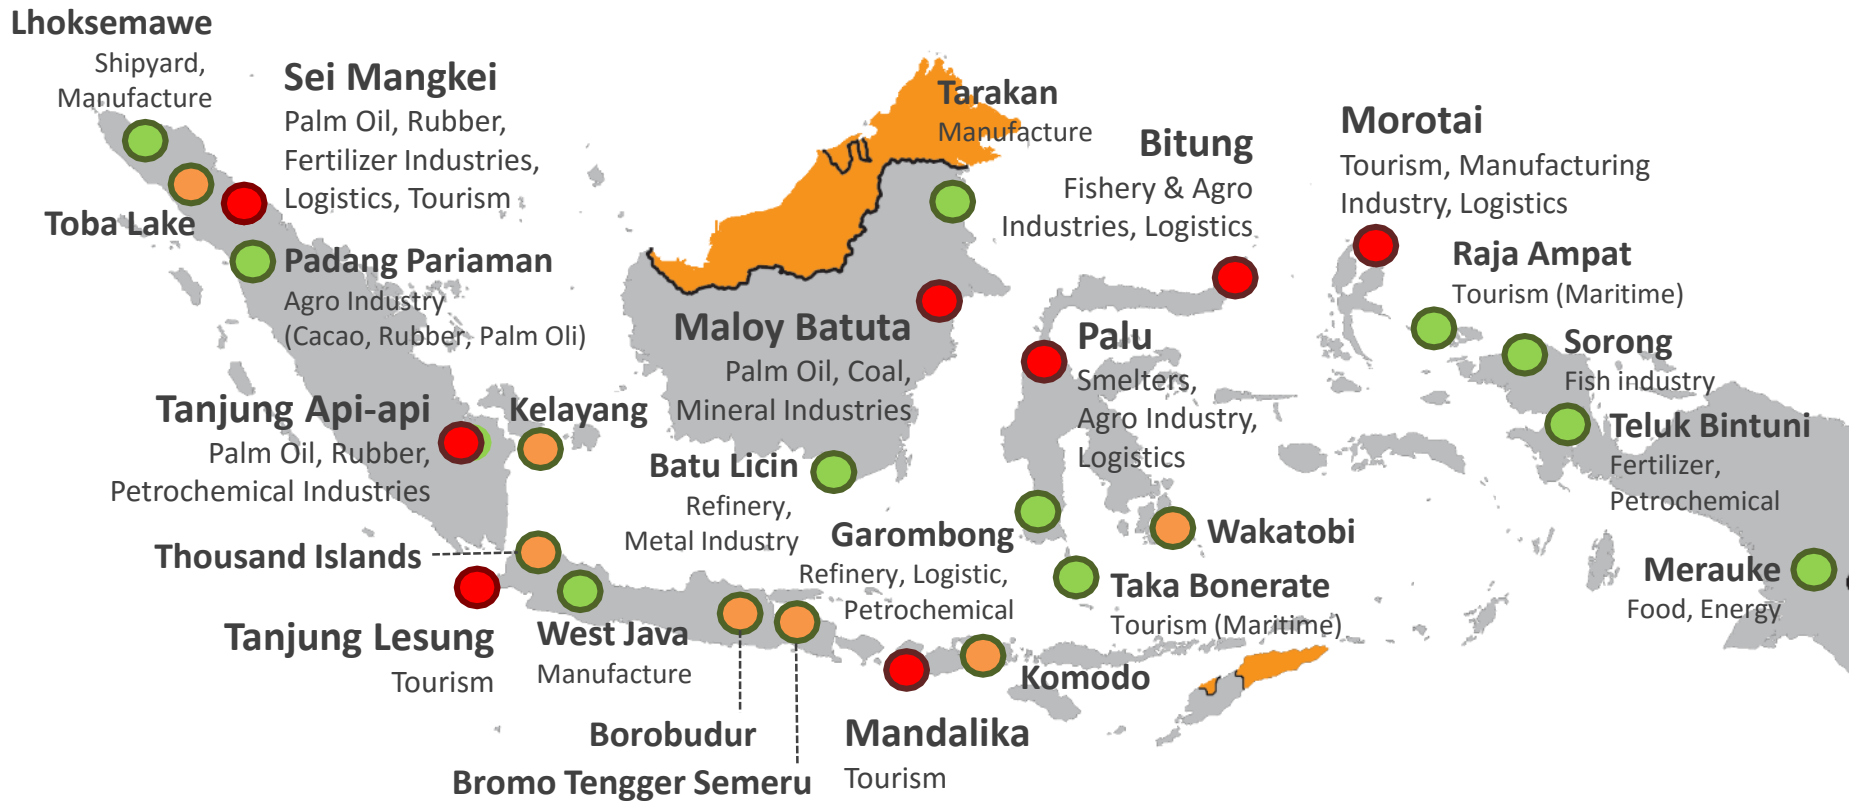 Lhoksemawe
Shipyard,
Manufacture
Sei Mangkei
Palm Oil, Rubber,
Fertilizer Industries,
Logistics, Tourism
Toba Lake
Padang Pariaman
Agro Industry
(Cacao, Rubber, Palm Oli)
Tanjung Api-api
Palm Oil, Rubber,
Petrochemical Industries
Kelayang
Thousand Islands
Tanjung Lesung
Tourism
West Java
Manufacture
Borobudur
Bromo Tengger Semeru
Tarakan
Manufacture
Maloy Batuta
Palm Oil, Coal,
Mineral Industries
Batu Licin
Refinery,
Metal Industry
Bitung
Fishery & Agro
Industries, Logistics
Palu
Smelters,
Agro Industry,
Logistics
Garombong
Refinery, Logistic,
Petrochemical
Wakatobi
Taka Bonerate
Tourism (Maritime)
Komodo
Mandalika
Tourism
Morotai
Tourism, Manufacturing
Industry, Logistics
Raja Ampat
Tourism (Maritime)
Sorong
Fish industry
Teluk Bintuni
Fertilizer,
Petrochemical
Merauke
Food, Energy